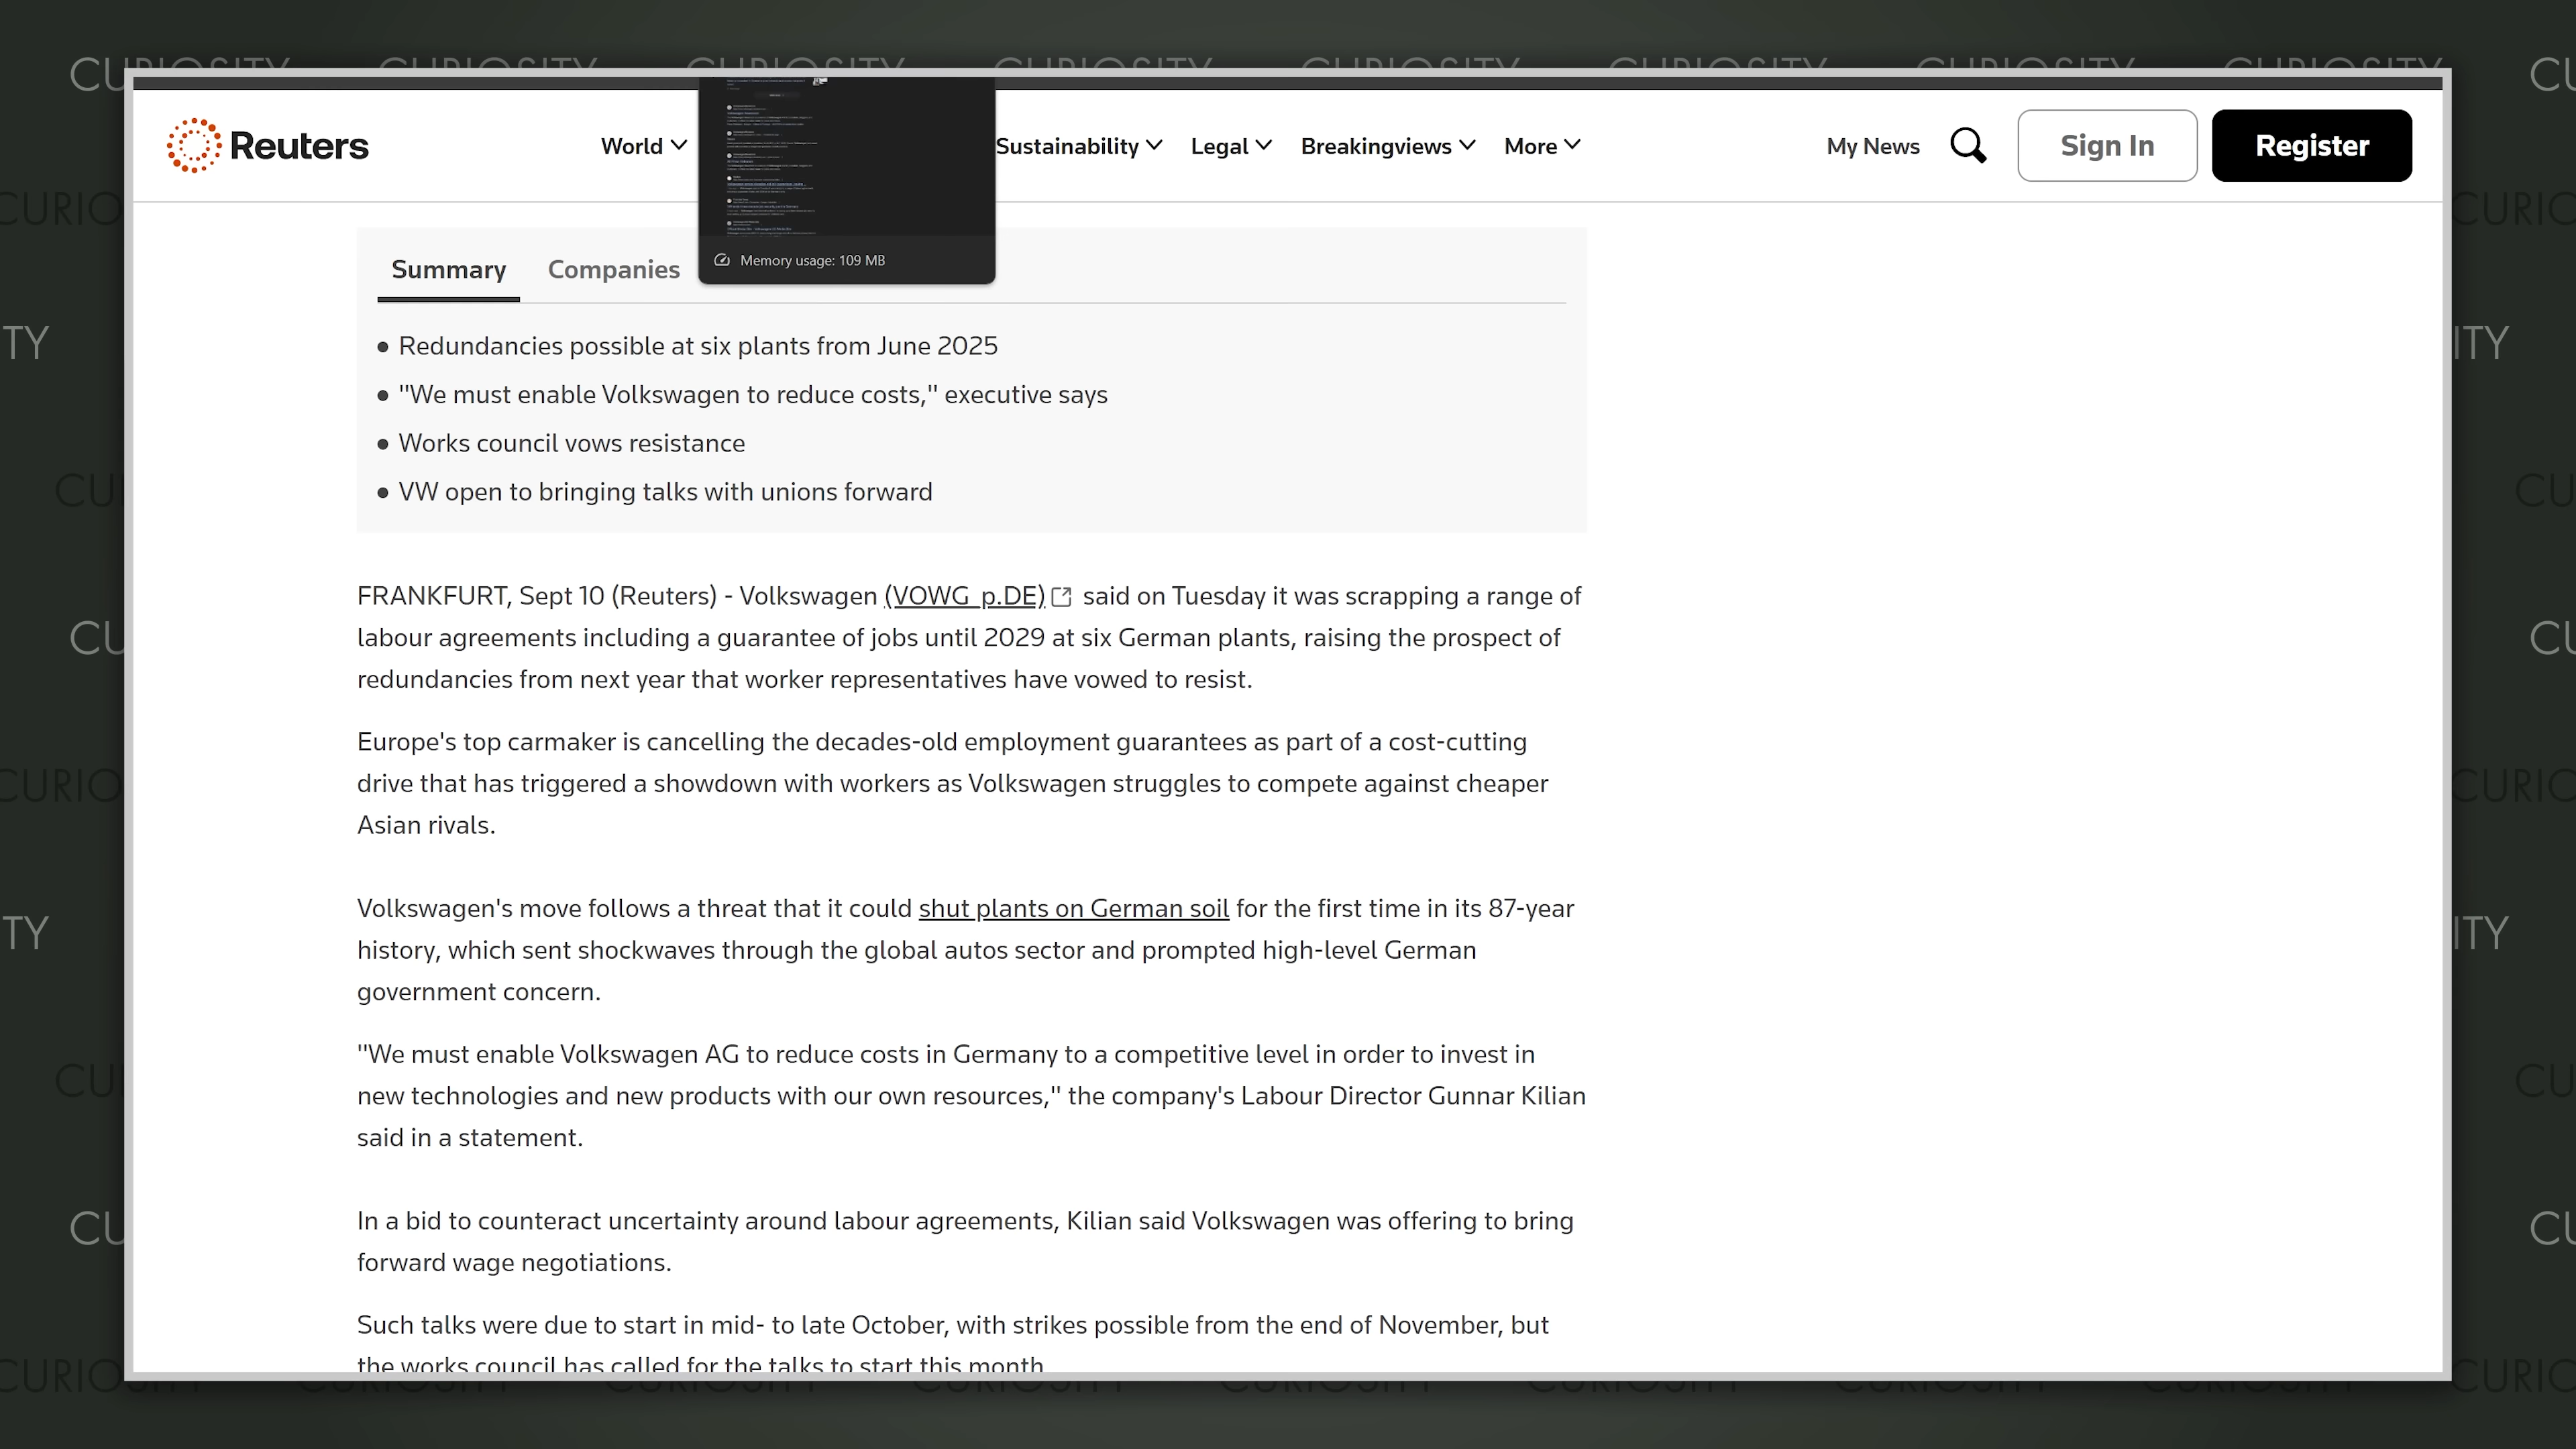 CURIOSITY CURIOSITY CURIOSITY CURIOSITY CURIOSITY CURIOSITY CURIOSITY CURIOSITY
Reuters
World
Sustainability
Legal
Breakingviews
More
My News
Sign In
Register
Memory usage: 109 MB
Summary
Companies
Redundancies possible at six plants from June 2025
"We must enable Volkswagen to reduce costs," executive says
Works council vows resistance
VW open to bringing talks with unions forward
FRANKFURT, Sept 10 (Reuters) - Volkswagen (VOWG_p.DE) said on Tuesday it was scrapping a range of
labour agreements including a guarantee of jobs until 2029 at six German plants, raising the prospect of
redundancies from next year that worker representatives have vowed to resist.
Europe's top carmaker is cancelling the decades-old employment guarantees as part of a cost-cutting
drive that has triggered a showdown with workers as Volkswagen struggles to compete against cheaper
Asian rivals.
Volkswagen's move follows a threat that it could shut plants on German soil for the first time in its 87-year
history, which sent shockwaves through the global autos sector and prompted high-level German
government concern.
"We must enable Volkswagen AG to reduce costs in Germany to a competitive level in order to invest in
new technologies and new products with our own resources," the company's Labour Director Gunnar Kilian
said in a statement.
In a bid to counteract uncertainty around labour agreements, Kilian said Volkswagen was offering to bring
forward wage negotiations.
Such talks were due to start in mid- to late October, with strikes possible from the end of November, but
the works council has called for the talks to start this month.